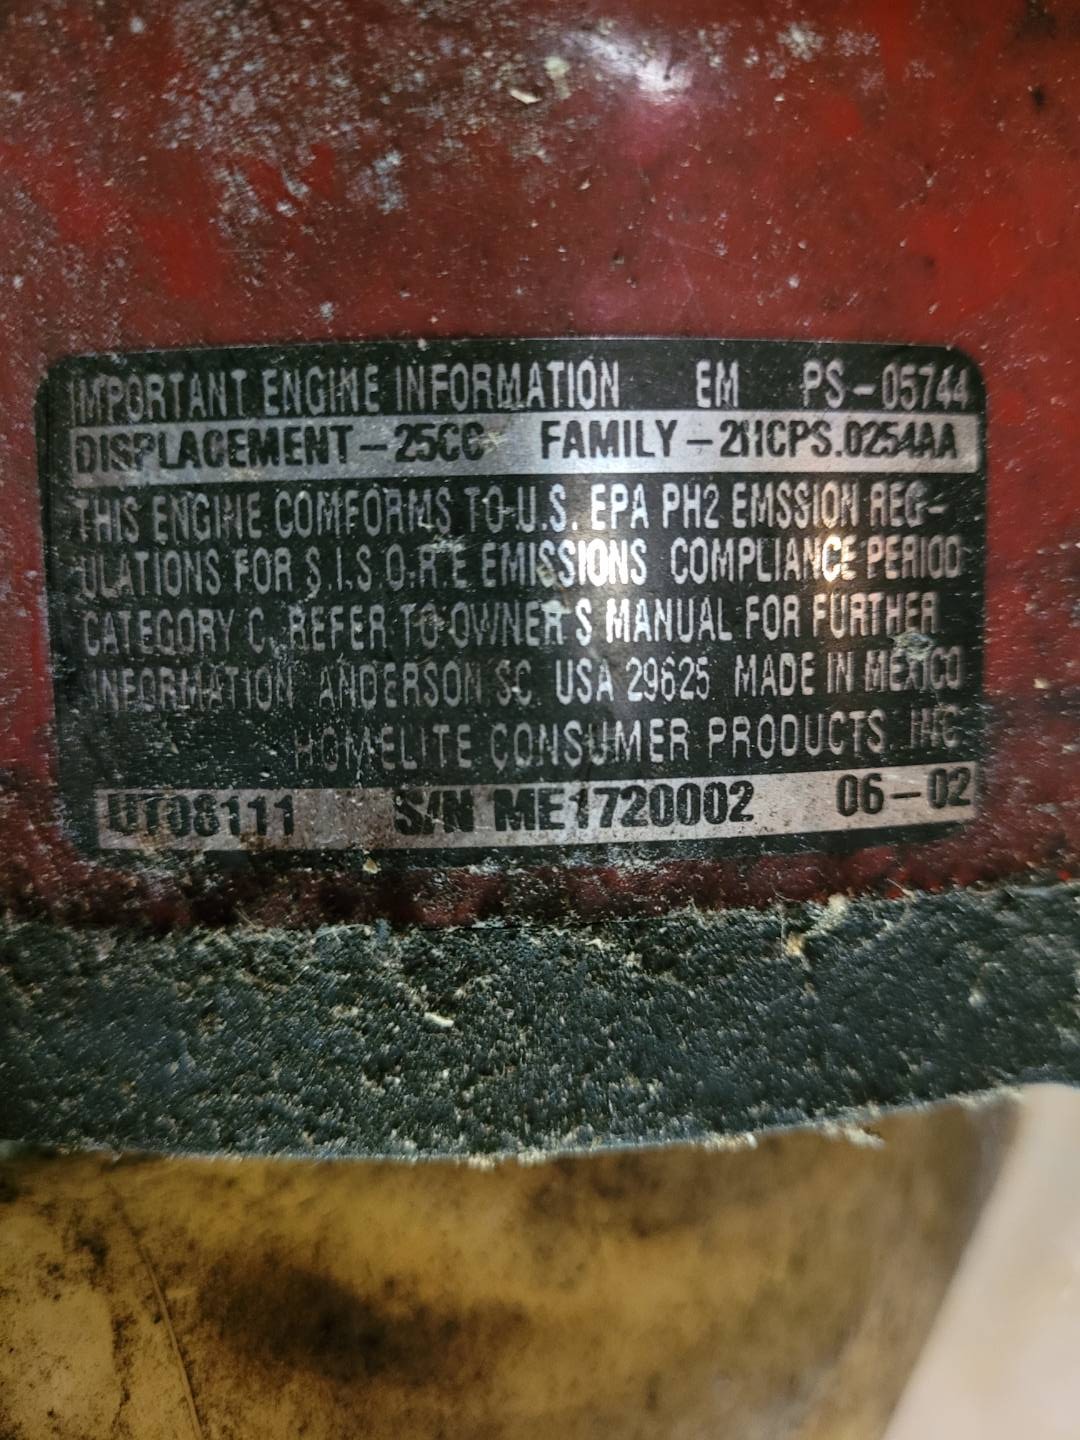 IMPORTANT ENGINE INFORMATION EM PS-05744
DISPLACEMENT-25CC FAMILY-2HCPS.0254AA
THIS ENGINE COMFORMS TO U.S. EPA PH2 EMSSION REG-
ULATIONS FOR S.I.S.O.R.E EMISSIONS COMPLIANCE PERIOD
CATEGORY C. REFER TO OWNER'S MANUAL FOR FURTHER
INFORMATION ANDERSON SC USA 29625 MADE IN MEXICO
HOMELITE CONSUMER PRODUCTS INC
UT08111 S/N ME1720002 06-02